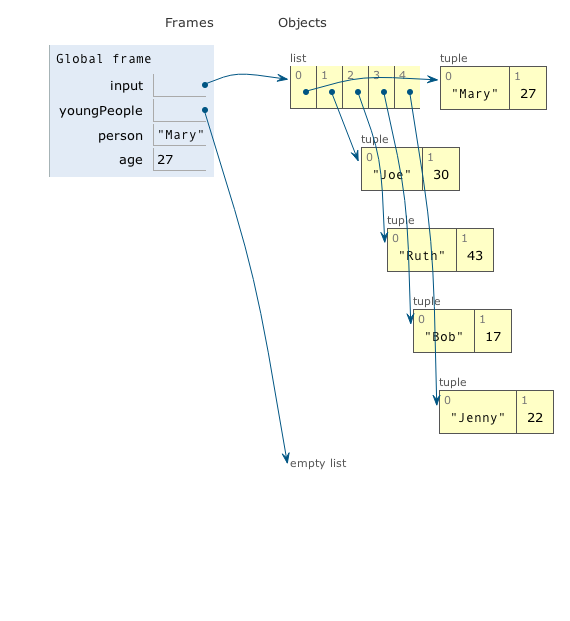 Frames Objects
Global frame
input
youngPeople
person "Mary"
age 27
list
0 1 2 3 4
tuple
0 1
"Mary" 27
tuple
0 1
"Joe" 30
tuple
0 1
"Ruth" 43
tuple
0 1
"Bob" 17
tuple
0 1
"Jenny" 22
empty list